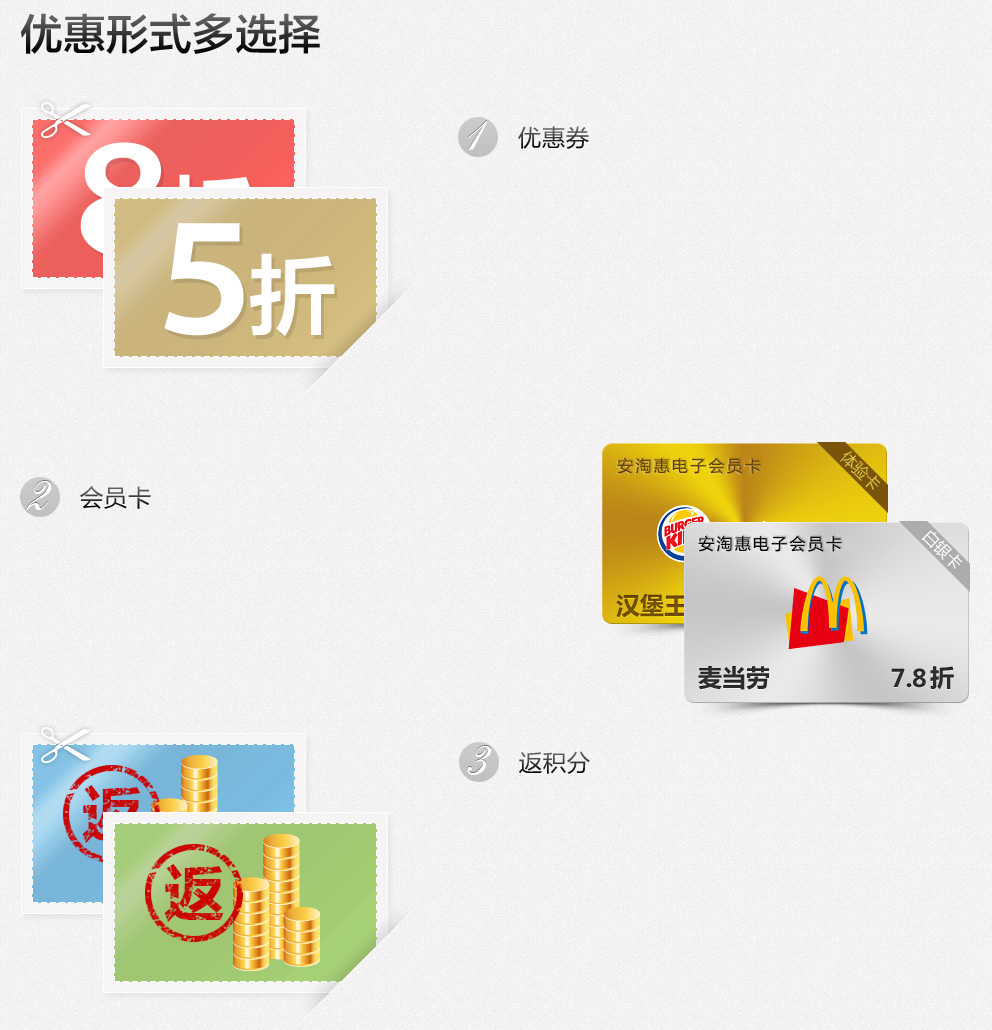 优惠形式多选择
8折
5折
1 优惠券
2 会员卡
安淘惠电子会员卡
体验卡
BURGER
KING
汉堡王
安淘惠电子会员卡
白银卡
麦当劳 7.8折
返
返
3 返积分